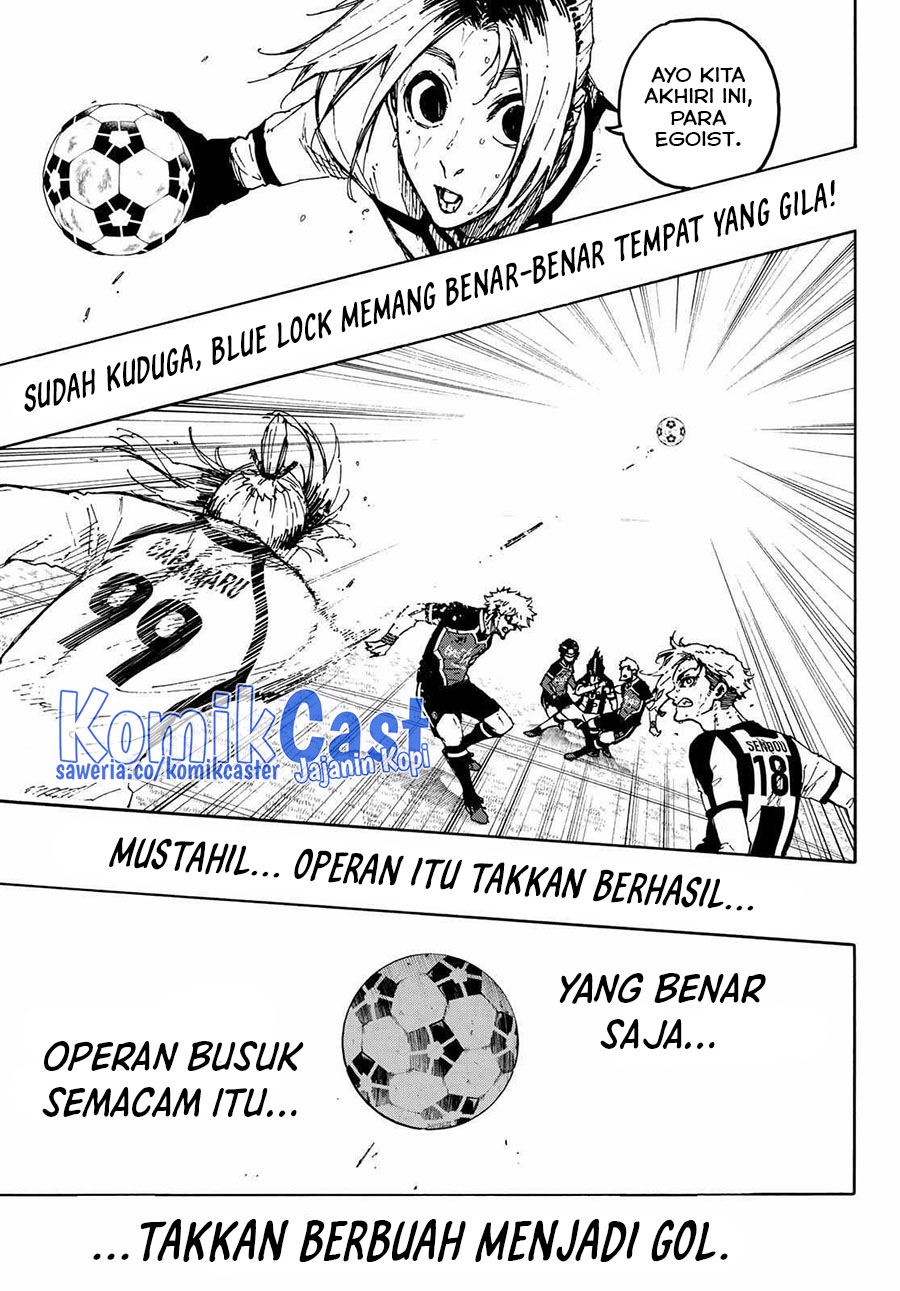 AYO KITA
AKHIRI INI,
PARA
EGOIST.
SUDAH KUDUGA, BLUE LOCK MEMANG BENAR-BENAR TEMPAT YANG GILA!
GAGAMARU
99
SENDOU
18
KomikCast
saweria.co/komikcaster
Jajanin Kopi
MUSTAHIL... OPERAN ITU TAKKAN BERHASIL...
YANG BENAR
SAJA...
OPERAN BUSUK
SEMACAM ITU...
...TAKKAN BERBUAH MENJADI GOL.